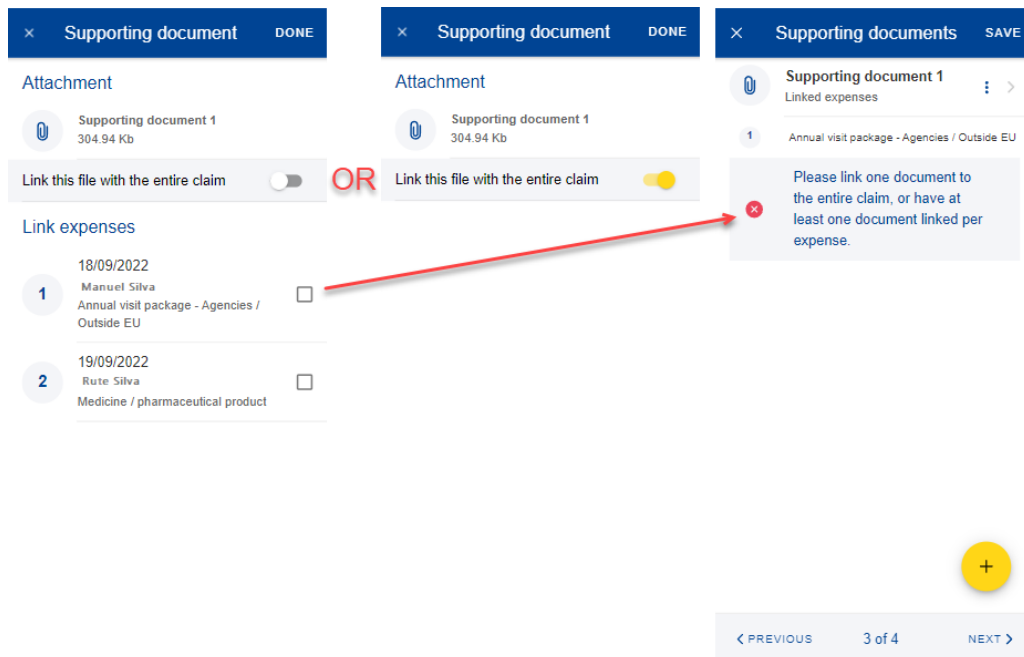 × Supporting document DONE
Attachment
Supporting document 1
304.94 Kb
Link this file with the entire claim
Link expenses
18/09/2022
1
Manuel Silva
Annual visit package - Agencies /
Outside EU
19/09/2022
2
Rute Silva
Medicine / pharmaceutical product
OR
× Supporting document DONE
Attachment
Supporting document 1
304.94 Kb
Link this file with the entire claim
× Supporting documents SAVE
Supporting document 1
Linked expenses
1 Annual visit package - Agencies / Outside EU
Please link one document to
the entire claim, or have at
least one document linked per
expense.
+
PREVIOUS 3 of 4 NEXT